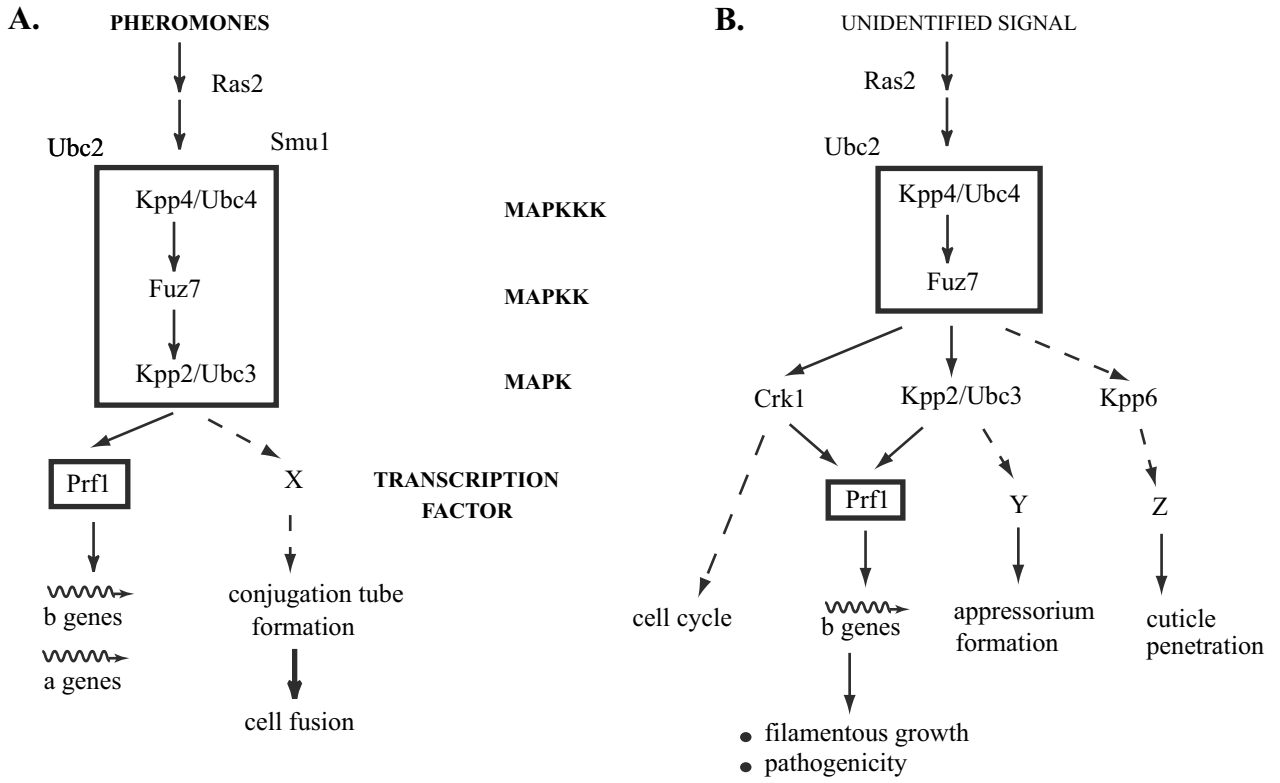 A.
PHEROMONES
Ras2
Ubc2
Smu1
Kpp4/Ubc4
Fuz7
Kpp2/Ubc3
MAPKKK
MAPKK
MAPK
Prf1
X
TRANSCRIPTION
FACTOR
b genes
a genes
conjugation tube
formation
cell fusion
B.
UNIDENTIFIED SIGNAL
Ras2
Ubc2
Kpp4/Ubc4
Fuz7
Crk1
Kpp2/Ubc3
Kpp6
Prf1
Y
Z
cell cycle
b genes
appressorium
formation
cuticle
penetration
• filamentous growth
• pathogenicity